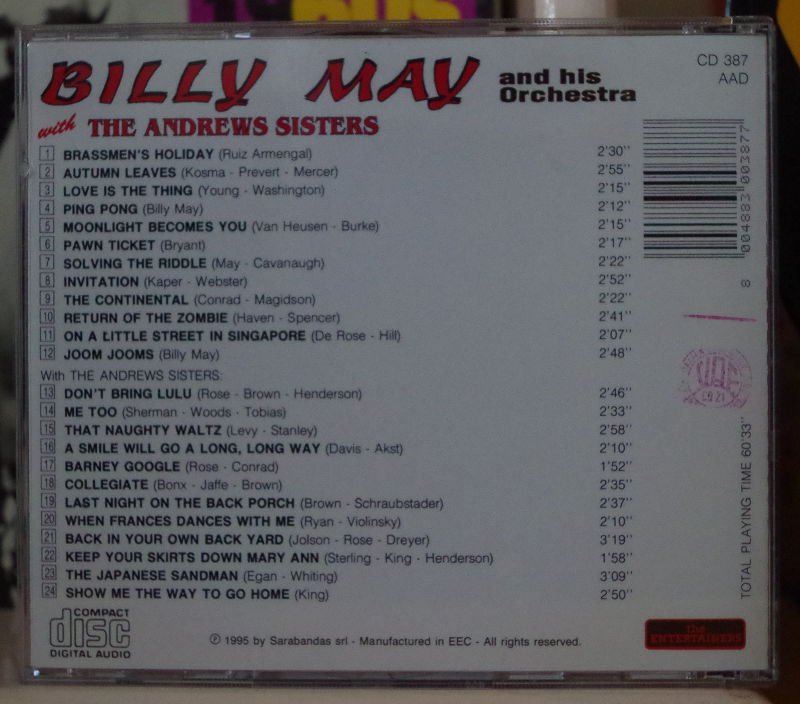 BILLY MAY and his Orchestra
with THE ANDREWS SISTERS
CD 387
AAD
1 BRASSMEN'S HOLIDAY (Ruiz Armengal) 2'30''
2 AUTUMN LEAVES (Kosma - Prevert - Mercer) 2'55''
3 LOVE IS THE THING (Young - Washington) 2'15''
4 PING PONG (Billy May) 2'12''
5 MOONLIGHT BECOMES YOU (Van Heusen - Burke) 2'15''
6 PAWN TICKET (Bryant) 2'17''
7 SOLVING THE RIDDLE (May - Cavanaugh) 2'22''
8 INVITATION (Kaper - Webster) 2'52''
9 THE CONTINENTAL (Conrad - Magidson) 2'22''
10 RETURN OF THE ZOMBIE (Haven - Spencer) 2'41''
11 ON A LITTLE STREET IN SINGAPORE (De Rose - Hill) 2'07''
12 JOOM JOOMS (Billy May) 2'48''
With THE ANDREWS SISTERS:
13 DON'T BRING LULU (Rose - Brown - Henderson) 2'46''
14 ME TOO (Sherman - Woods - Tobias) 2'33''
15 THAT NAUGHTY WALTZ (Levy - Stanley) 2'58''
16 A SMILE WILL GO A LONG, LONG WAY (Davis - Akst) 2'10''
17 BARNEY GOOGLE (Rose - Conrad) 1'52''
18 COLLEGIATE (Bonx - Jaffe - Brown) 2'35''
19 LAST NIGHT ON THE BACK PORCH (Brown - Schraubstader) 2'37''
20 WHEN FRANCES DANCES WITH ME (Ryan - Violinsky) 2'10''
21 BACK IN YOUR OWN BACK YARD (Jolson - Rose - Dreyer) 3'19''
22 KEEP YOUR SKIRTS DOWN MARY ANN (Sterling - King - Henderson) 1'58''
23 THE JAPANESE SANDMAN (Egan - Whiting) 3'09''
24 SHOW ME THE WAY TO GO HOME (King) 2'50''
8 004883 003877
TOTAL PLAYING TIME 60'33''
COMPACT
disc
DIGITAL AUDIO
℗ 1995 by Sarabandas srl - Manufactured in EEC - All rights reserved.
The
ENTERTAINERS